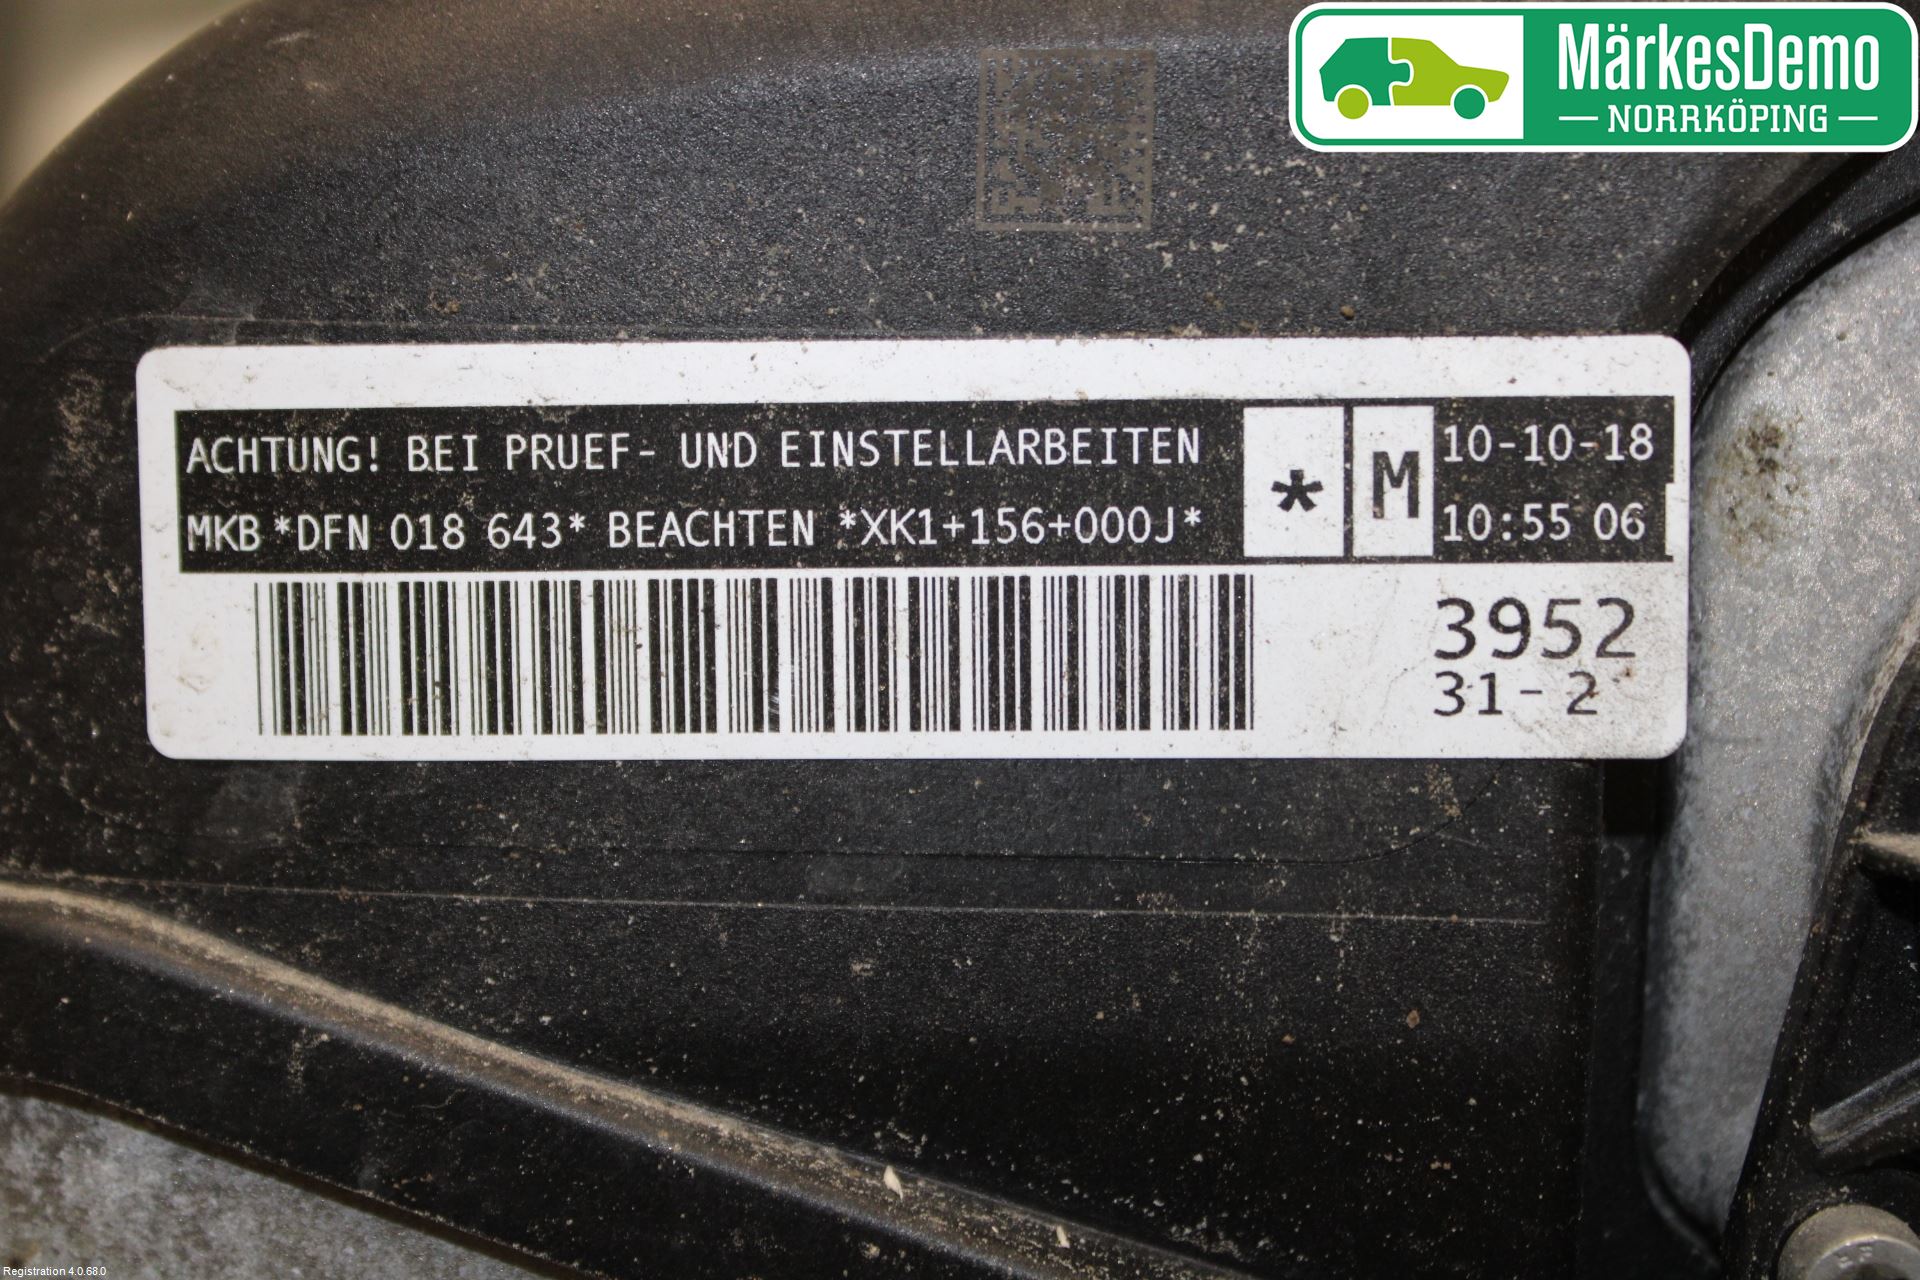 MärkesDemo
NORRKÖPING
ACHTUNG! BEI PRUEF- UND EINSTELLARBEITEN
MKB *DFN 018 643* BEACHTEN *XK1+156+000J*
*
M
10-10-18
10:55 06
3952
31-2
Registration 4.0.68.0